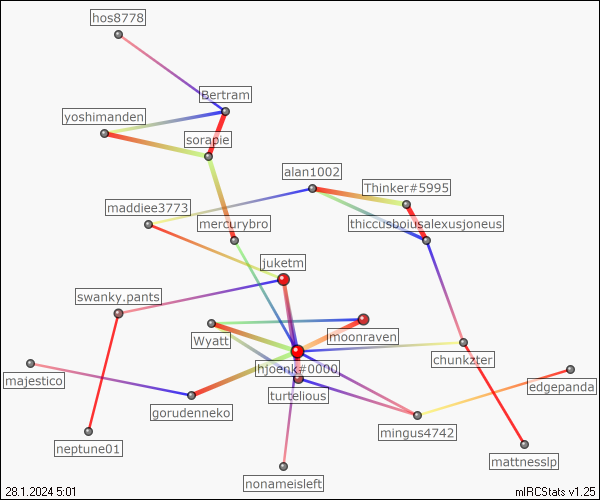 hos8778
Bertram
yoshimanden
sorapie
alan1002
Thinker#5995
maddiee3773
mercurybro
thiccusboiusalexusjoneus
juketm
swanky.pants
Wyatt
moonraven
chunkzter
hjoenk#0000
majestico
edgepanda
turtelious
gorudenneko
mingus4742
neptune01
mattnesslp
nonameisleft
28.1.2024 5:01
mIRCStats v1.25